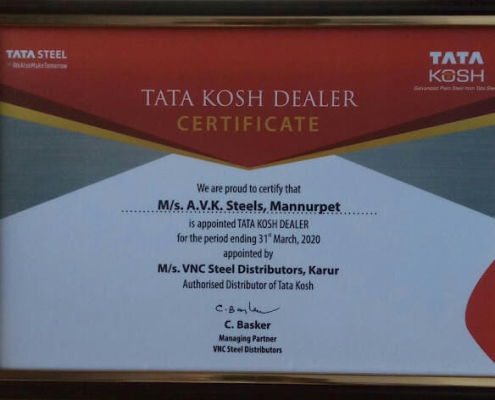 TATA STEEL
#WeAlsoMakeTomorrow
TATA
KOSH
Galvanised Plain Steel from Tata Steel
TATA KOSH DEALER
CERTIFICATE
We are proud to certify that
M/s. A.V.K. Steels, Mannurpet
is appointed TATA KOSH DEALER
for the period ending 31st March, 2020
appointed by
M/s. VNC Steel Distributors, Karur
Authorised Distributor of Tata Kosh
C. Basker
C. Basker
Managing Partner
VNC Steel Distributors